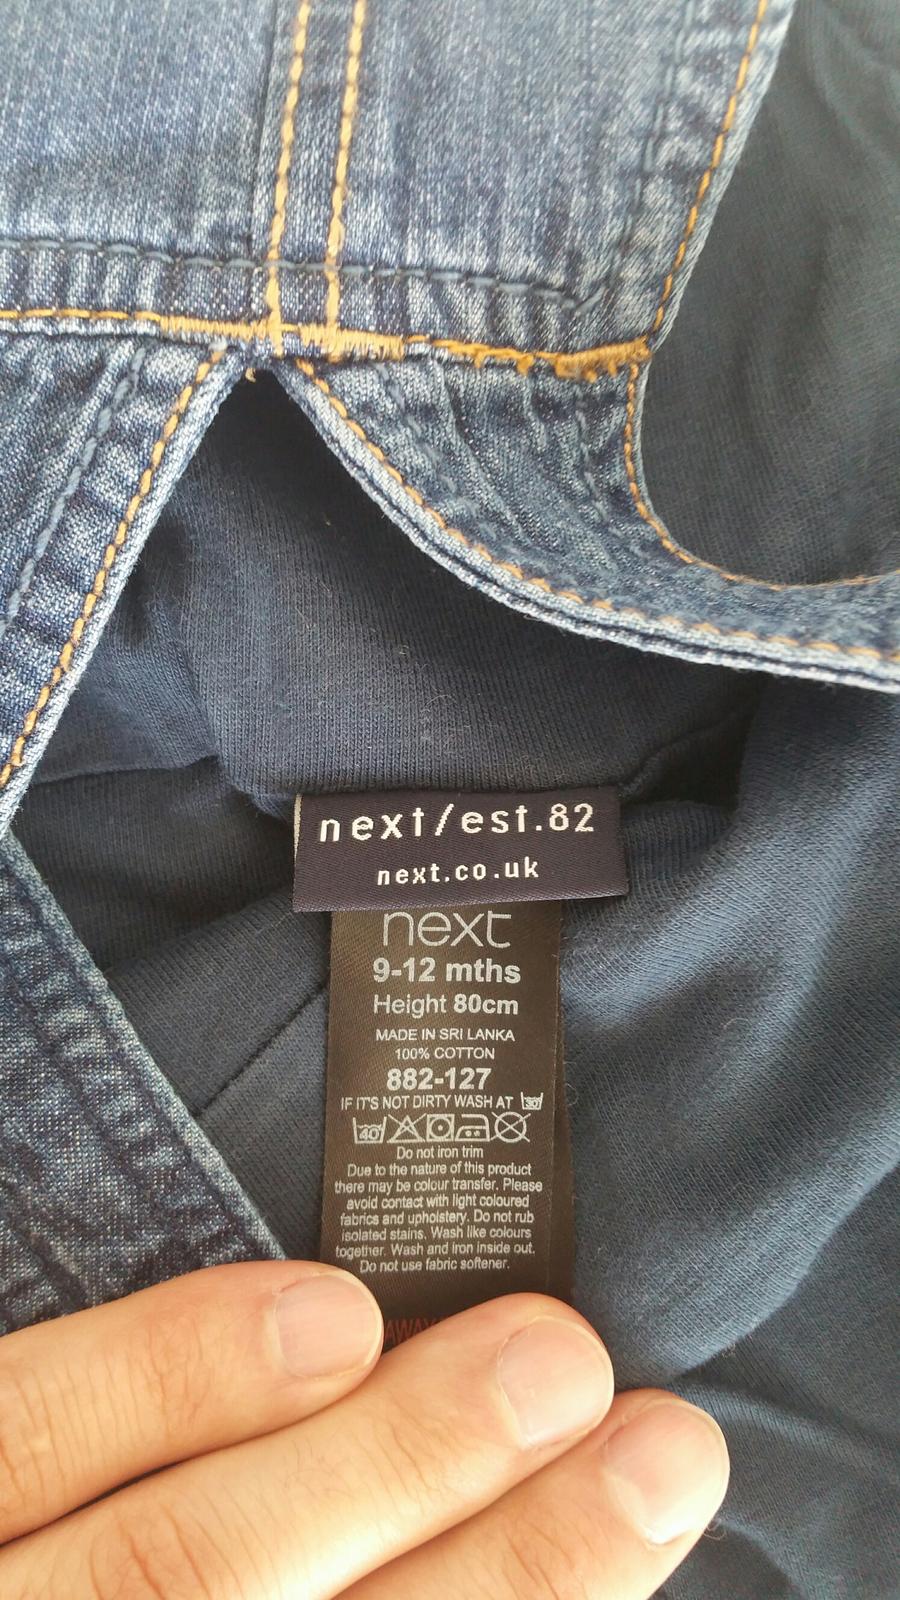 next/est.82
next.co.uk
next
9-12 mths
Height 80cm
MADE IN SRI LANKA
100% COTTON
882-127
IF IT'S NOT DIRTY WASH AT 30°
40°
Do not iron trim
Due to the nature of this product
there may be colour transfer. Please
avoid contact with light coloured
fabrics and upholstery. Do not rub
isolated stains. Wash like colours
together. Wash and iron inside out.
Do not use fabric softener.
AWAY